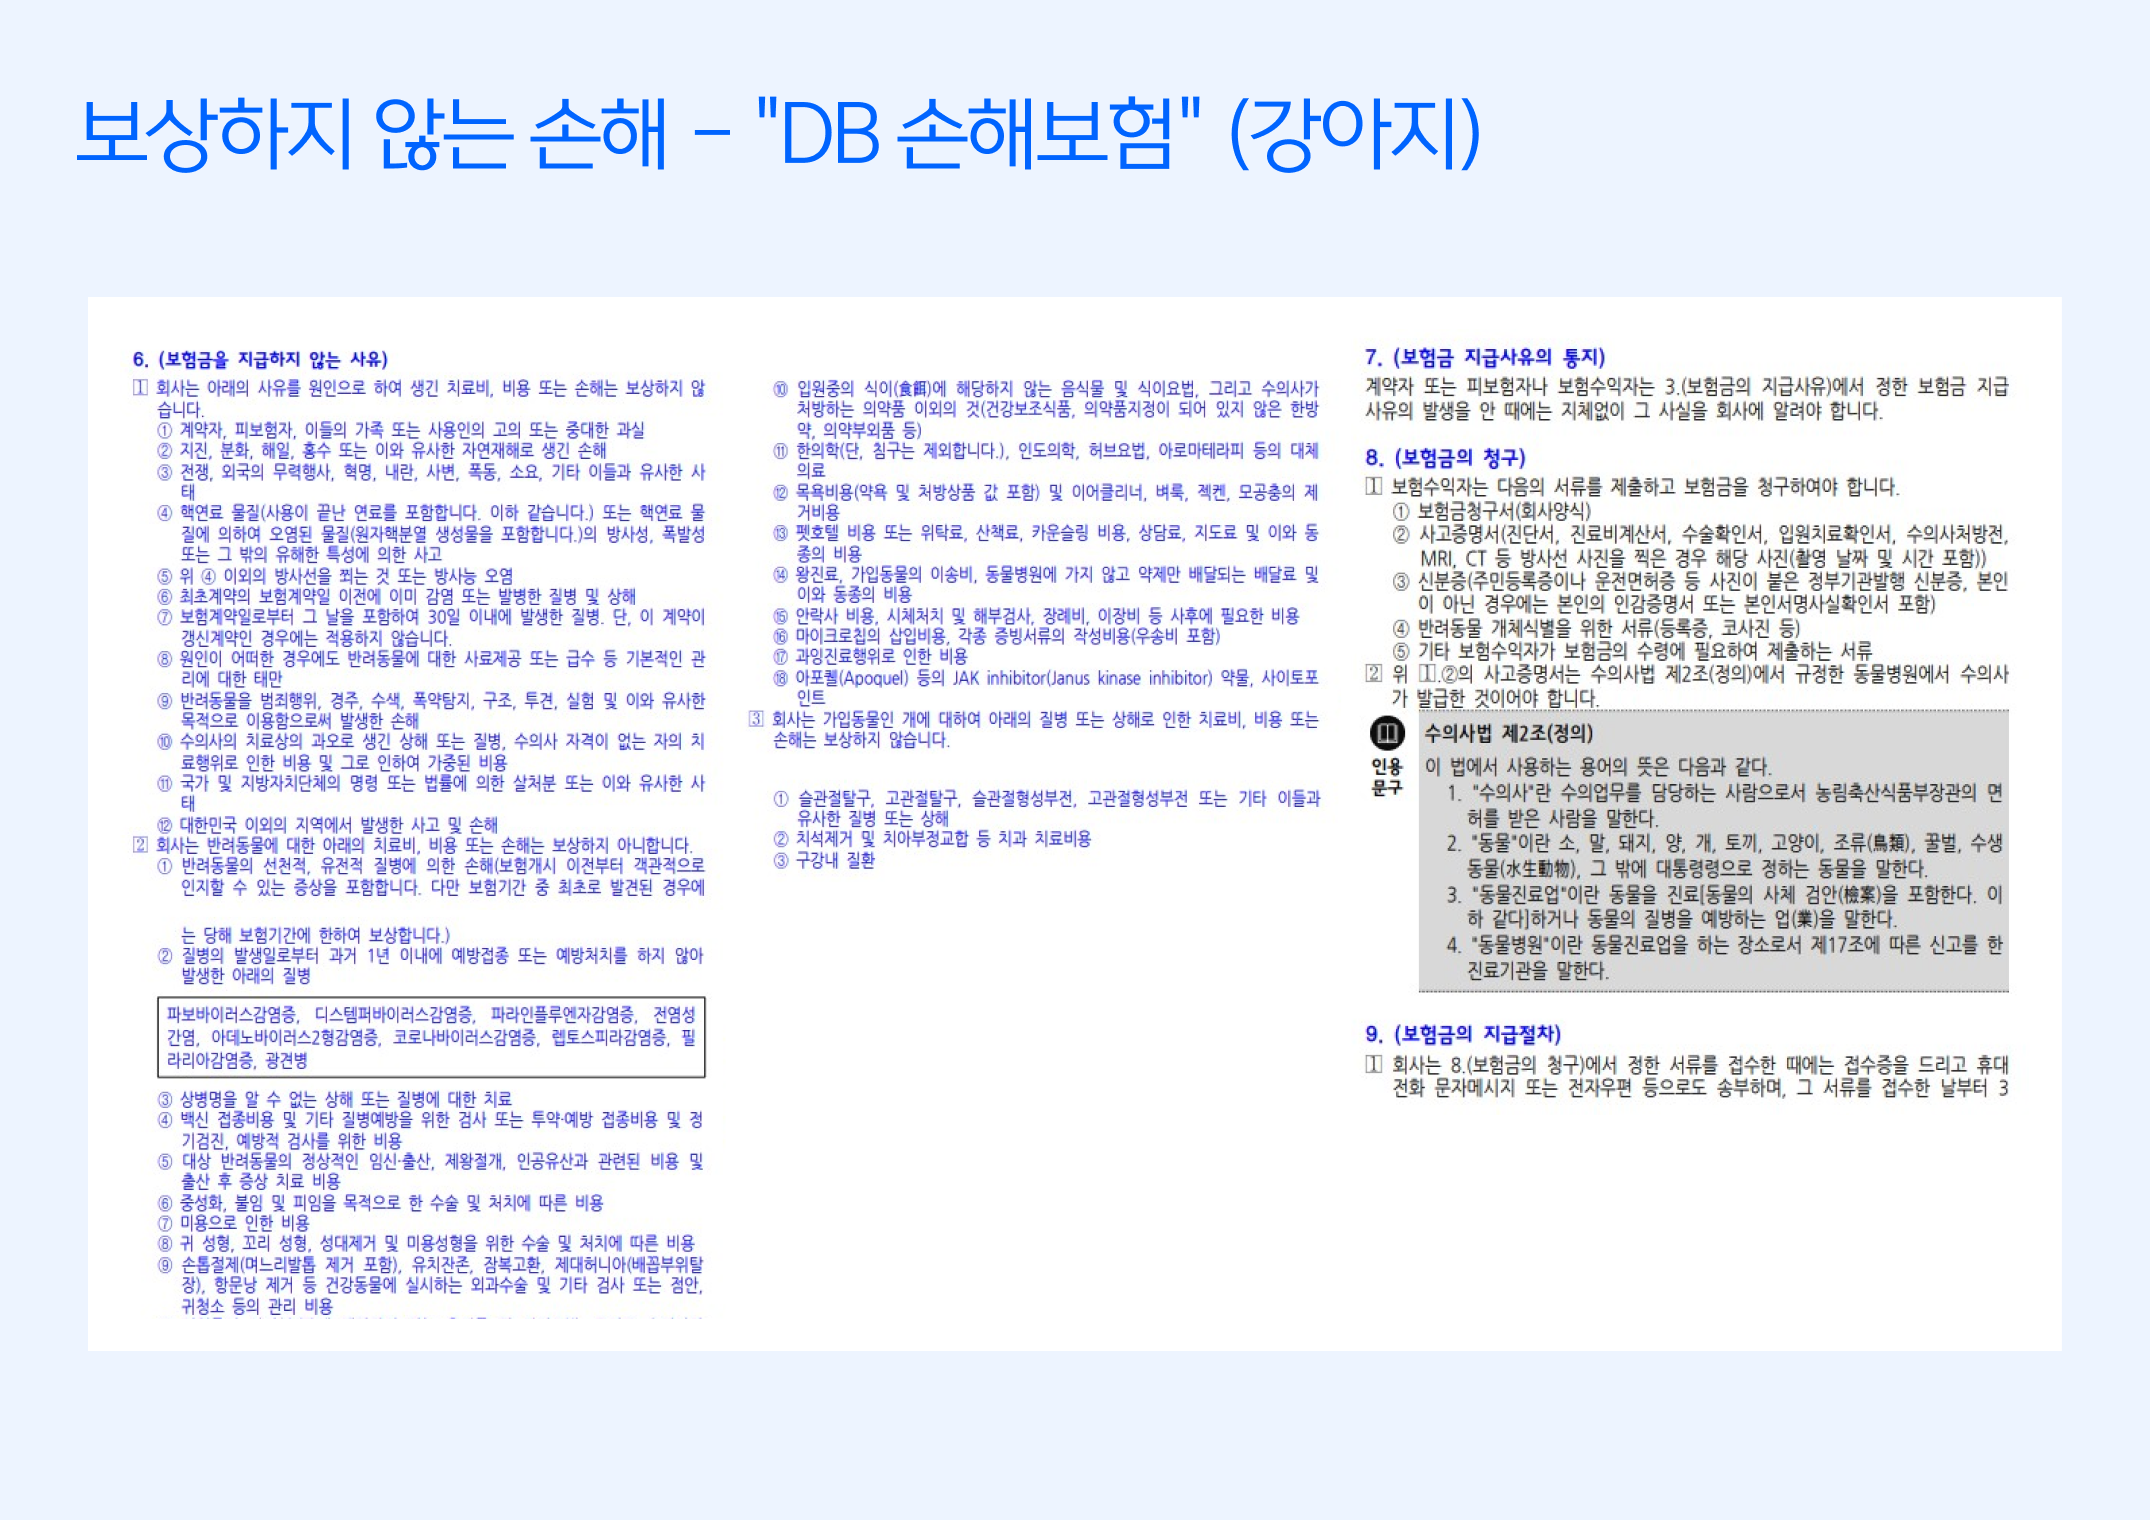 보상하지 않는 손해 – "DB 손해보험" (강아지)
6. (보험금을 지급하지 않는 사유)
1 회사는 아래의 사유를 원인으로 하여 생긴 치료비, 비용 또는 손해는 보상하지 않
습니다.
① 계약자, 피보험자, 이들의 가족 또는 사용인의 고의 또는 중대한 과실
② 지진, 분화, 해일, 홍수 또는 이와 유사한 자연재해로 생긴 손해
③ 전쟁, 외국의 무력행사, 혁명, 내란, 사변, 폭동, 소요, 기타 이들과 유사한 사
태
④ 핵연료 물질(사용이 끝난 연료를 포함합니다. 이하 같습니다.) 또는 핵연료 물
질에 의하여 오염된 물질(원자핵분열 생성물을 포함합니다.)의 방사성, 폭발성
또는 그 밖의 유해한 특성에 의한 사고
⑤ 위 ④ 이외의 방사선을 쬐는 것 또는 방사능 오염
⑥ 최초계약의 보험계약일 이전에 이미 감염 또는 발병한 질병 및 상해
⑦ 보험계약일로부터 그 날을 포함하여 30일 이내에 발생한 질병. 단, 이 계약이
갱신계약인 경우에는 적용하지 않습니다.
⑧ 원인이 어떠한 경우에도 반려동물에 대한 사료제공 또는 급수 등 기본적인 관
리에 대한 태만
⑨ 반려동물을 범죄행위, 경주, 수색, 폭약탐지, 구조, 투견, 실험 및 이와 유사한
목적으로 이용함으로써 발생한 손해
⑩ 수의사의 치료상의 과오로 생긴 상해 또는 질병, 수의사 자격이 없는 자의 치
료행위로 인한 비용 및 그로 인하여 가중된 비용
⑪ 국가 및 지방자치단체의 명령 또는 법률에 의한 살처분 또는 이와 유사한 사
태
⑫ 대한민국 이외의 지역에서 발생한 사고 및 손해
2 회사는 반려동물에 대한 아래의 치료비, 비용 또는 손해는 보상하지 아니합니다.
① 반려동물의 선천적, 유전적 질병에 의한 손해(보험개시 이전부터 객관적으로
인지할 수 있는 증상을 포함합니다. 다만 보험기간 중 최초로 발견된 경우에
는 당해 보험기간에 한하여 보상합니다.)
② 질병의 발생일로부터 과거 1년 이내에 예방접종 또는 예방처치를 하지 않아
발생한 아래의 질병
파보바이러스감염증, 디스템퍼바이러스감염증, 파라인플루엔자감염증, 전염성
간염, 아데노바이러스2형감염증, 코로나바이러스감염증, 렙토스피라감염증, 필
라리아감염증, 광견병
③ 상병명을 알 수 없는 상해 또는 질병에 대한 치료
④ 백신 접종비용 및 기타 질병예방을 위한 검사 또는 투약·예방 접종비용 및 정
기검진, 예방적 검사를 위한 비용
⑤ 대상 반려동물의 정상적인 임신·출산, 제왕절개, 인공유산과 관련된 비용 및
출산 후 증상 치료 비용
⑥ 중성화, 불임 및 피임을 목적으로 한 수술 및 처치에 따른 비용
⑦ 미용으로 인한 비용
⑧ 귀 성형, 꼬리 성형, 성대제거 및 미용성형을 위한 수술 및 처치에 따른 비용
⑨ 손톱절제(며느리발톱 제거 포함), 유치잔존, 잠복고환, 제대허니아(배꼽부위탈
장), 항문낭 제거 등 건강동물에 실시하는 외과수술 및 기타 검사 또는 점안,
귀청소 등의 관리 비용
⑩ 입원중의 식이(食餌)에 해당하지 않는 음식물 및 식이요법, 그리고 수의사가
처방하는 의약품 이외의 것(건강보조식품, 의약품지정이 되어 있지 않은 한방
약, 의약부외품 등)
⑪ 한의학(단, 침구는 제외합니다.), 인도의학, 허브요법, 아로마테라피 등의 대체
의료
⑫ 목욕비용(약욕 및 처방상품 값 포함) 및 이어클리너, 벼룩, 젝켄, 모공충의 제
거비용
⑬ 펫호텔 비용 또는 위탁료, 산책료, 카운슬링 비용, 상담료, 지도료 및 이와 동
종의 비용
⑭ 왕진료, 가입동물의 이송비, 동물병원에 가지 않고 약제만 배달되는 배달료 및
이와 동종의 비용
⑮ 안락사 비용, 시체처치 및 해부검사, 장례비, 이장비 등 사후에 필요한 비용
⑯ 마이크로칩의 삽입비용, 각종 증빙서류의 작성비용(우송비 포함)
⑰ 과잉진료행위로 인한 비용
⑱ 아포퀠(Apoquel) 등의 JAK inhibitor(Janus kinase inhibitor) 약물, 사이토포
인트
3 회사는 가입동물인 개에 대하여 아래의 질병 또는 상해로 인한 치료비, 비용 또는
손해는 보상하지 않습니다.
① 슬관절탈구, 고관절탈구, 슬관절형성부전, 고관절형성부전 또는 기타 이들과
유사한 질병 또는 상해
② 치석제거 및 치아부정교합 등 치과 치료비용
③ 구강내 질환
7. (보험금 지급사유의 통지)
계약자 또는 피보험자나 보험수익자는 3.(보험금의 지급사유)에서 정한 보험금 지급
사유의 발생을 안 때에는 지체없이 그 사실을 회사에 알려야 합니다.
8. (보험금의 청구)
1 보험수익자는 다음의 서류를 제출하고 보험금을 청구하여야 합니다.
① 보험금청구서(회사양식)
② 사고증명서(진단서, 진료비계산서, 수술확인서, 입원치료확인서, 수의사처방전,
MRI, CT 등 방사선 사진을 찍은 경우 해당 사진(촬영 날짜 및 시간 포함))
③ 신분증(주민등록증이나 운전면허증 등 사진이 붙은 정부기관발행 신분증, 본인
이 아닌 경우에는 본인의 인감증명서 또는 본인서명사실확인서 포함)
④ 반려동물 개체식별을 위한 서류(등록증, 코사진 등)
⑤ 기타 보험수익자가 보험금의 수령에 필요하여 제출하는 서류
2 위 1.②의 사고증명서는 수의사법 제2조(정의)에서 규정한 동물병원에서 수의사
가 발급한 것이어야 합니다.
인용
문구
수의사법 제2조(정의)
이 법에서 사용하는 용어의 뜻은 다음과 같다.
1. "수의사"란 수의업무를 담당하는 사람으로서 농림축산식품부장관의 면
허를 받은 사람을 말한다.
2. "동물"이란 소, 말, 돼지, 양, 개, 토끼, 고양이, 조류(鳥類), 꿀벌, 수생
동물(水生動物), 그 밖에 대통령령으로 정하는 동물을 말한다.
3. "동물진료업"이란 동물을 진료[동물의 사체 검안(檢案)을 포함한다. 이
하 같다]하거나 동물의 질병을 예방하는 업(業)을 말한다.
4. "동물병원"이란 동물진료업을 하는 장소로서 제17조에 따른 신고를 한
진료기관을 말한다.
9. (보험금의 지급절차)
1 회사는 8.(보험금의 청구)에서 정한 서류를 접수한 때에는 접수증을 드리고 휴대
전화 문자메시지 또는 전자우편 등으로도 송부하며, 그 서류를 접수한 날부터 3